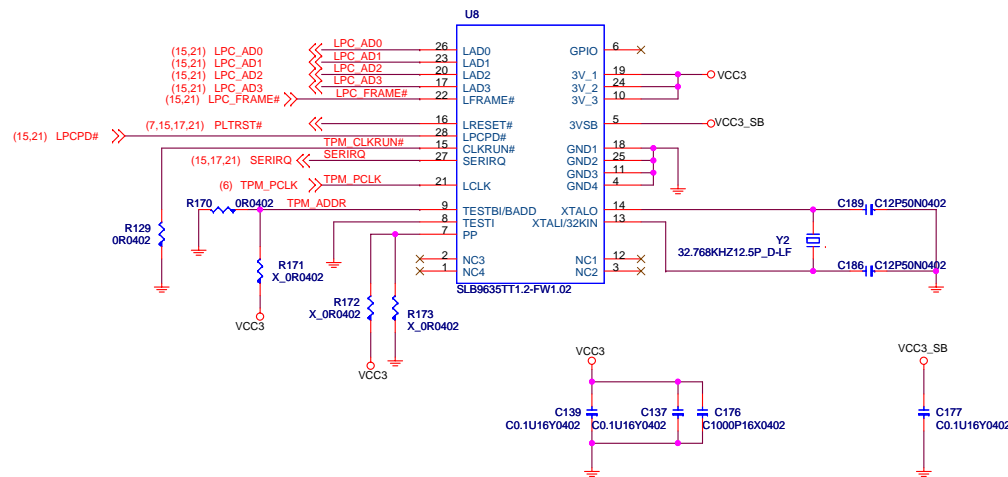 U8
(15,21) LPC_AD0 LPC_AD0 26 LAD0 GPIO 6
(15,21) LPC_AD1 LPC_AD1 23 LAD1
(15,21) LPC_AD2 LPC_AD2 20 LAD2 3V_1 19 VCC3
(15,21) LPC_AD3 LPC_AD3 17 LAD3 3V_2 24
(15,21) LPC_FRAME# LPC_FRAME# 22 LFRAME# 3V_3 10
(7,15,17,21) PLTRST# 16 LRESET# 3VSB 5 VCC3_SB
(15,21) LPCPD# 28 LPCPD#
TPM_CLKRUN# 15 CLKRUN# GND1 18
(15,17,21) SERIRQ SERIRQ 27 SERIRQ GND2 25
GND3 11
(6) TPM_PCLK TPM_PCLK 21 LCLK GND4 4
R170 0R0402 TPM_ADDR 9 TESTBI/BADD XTALO 14 C189 C12P50N0402
8 TESTI XTALI/32KIN 13
R129
0R0402
7 PP
Y2
32.768KHZ12.5P_D-LF
2 NC3 NC1 12
1 NC4 NC2 3 C186 C12P50N0402
SLB9635TT1.2-FW1.02
R171
X_0R0402
R172
X_0R0402
R173
X_0R0402
VCC3
VCC3
VCC3
VCC3_SB
C139
C0.1U16Y0402
C137
C0.1U16Y0402
C176
C1000P16X0402
C177
C0.1U16Y0402